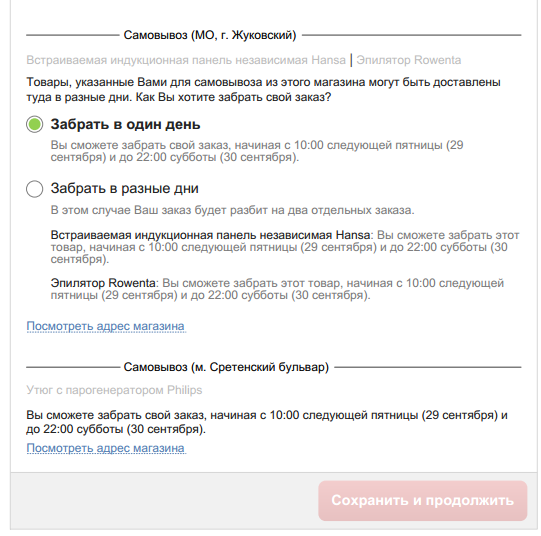 Самовывоз (МО, г. Жуковский)
Встраиваемая индукционная панель независимая Hansa | Эпилятор Rowenta
Товары, указанные Вами для самовывоза из этого магазина могут быть доставлены
туда в разные дни. Как Вы хотите забрать свой заказ?
Забрать в один день
Вы сможете забрать свой заказ, начиная с 10:00 следующей пятницы (29
сентября) и до 22:00 субботы (30 сентября).
Забрать в разные дни
В этом случае Ваш заказ будет разбит на два отдельных заказа.
Встраиваемая индукционная панель независимая Hansa: Вы сможете забрать этот
товар, начиная с 10:00 следующей пятницы (29 сентября) и до 22:00 субботы (30
сентября).
Эпилятор Rowenta: Вы сможете забрать этот товар, начиная с 10:00 следующей
пятницы (29 сентября) и до 22:00 субботы (30 сентября).
Посмотреть адрес магазина
Самовывоз (м. Сретенский бульвар)
Утюг с парогенератором Philips
Вы сможете забрать свой заказ, начиная с 10:00 следующей пятницы (29 сентября) и
до 22:00 субботы (30 сентября).
Посмотреть адрес магазина
Сохранить и продолжить